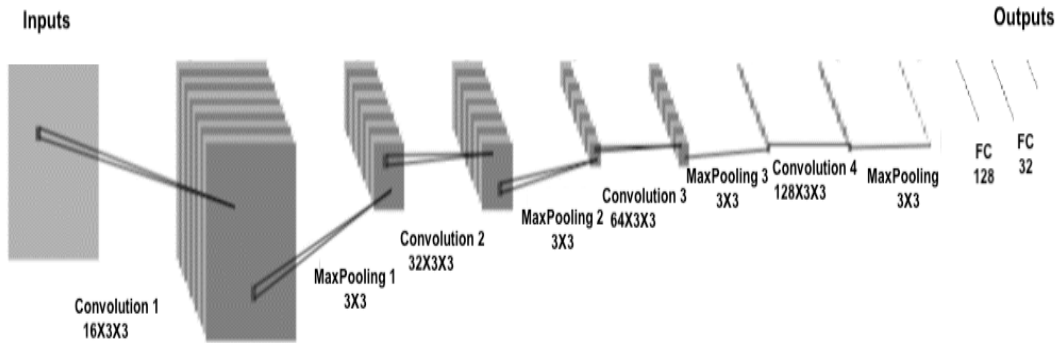 Inputs
Outputs
Convolution 1
16X3X3
MaxPooling 1
3X3
Convolution 2
32X3X3
MaxPooling 2
3X3
Convolution 3
64X3X3
MaxPooling 3
3X3
Convolution 4
128X3X3
MaxPooling
3X3
FC
128
FC
32